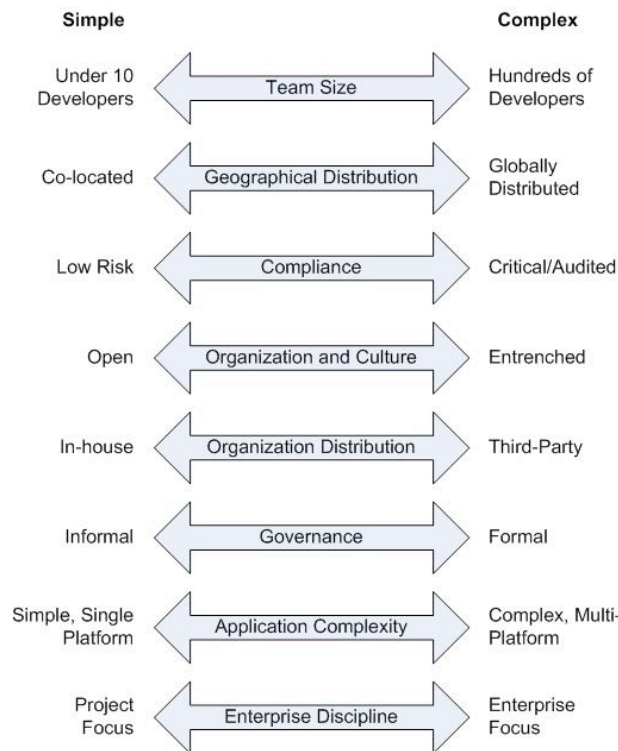 Simple
Complex
Under 10
Developers
Team Size
Hundreds of
Developers
Co-located
Geographical Distribution
Globally
Distributed
Low Risk
Compliance
Critical/Audited
Open
Organization and Culture
Entrenched
In-house
Organization Distribution
Third-Party
Informal
Governance
Formal
Simple, Single
Platform
Application Complexity
Complex, Multi-
Platform
Project
Focus
Enterprise Discipline
Enterprise
Focus